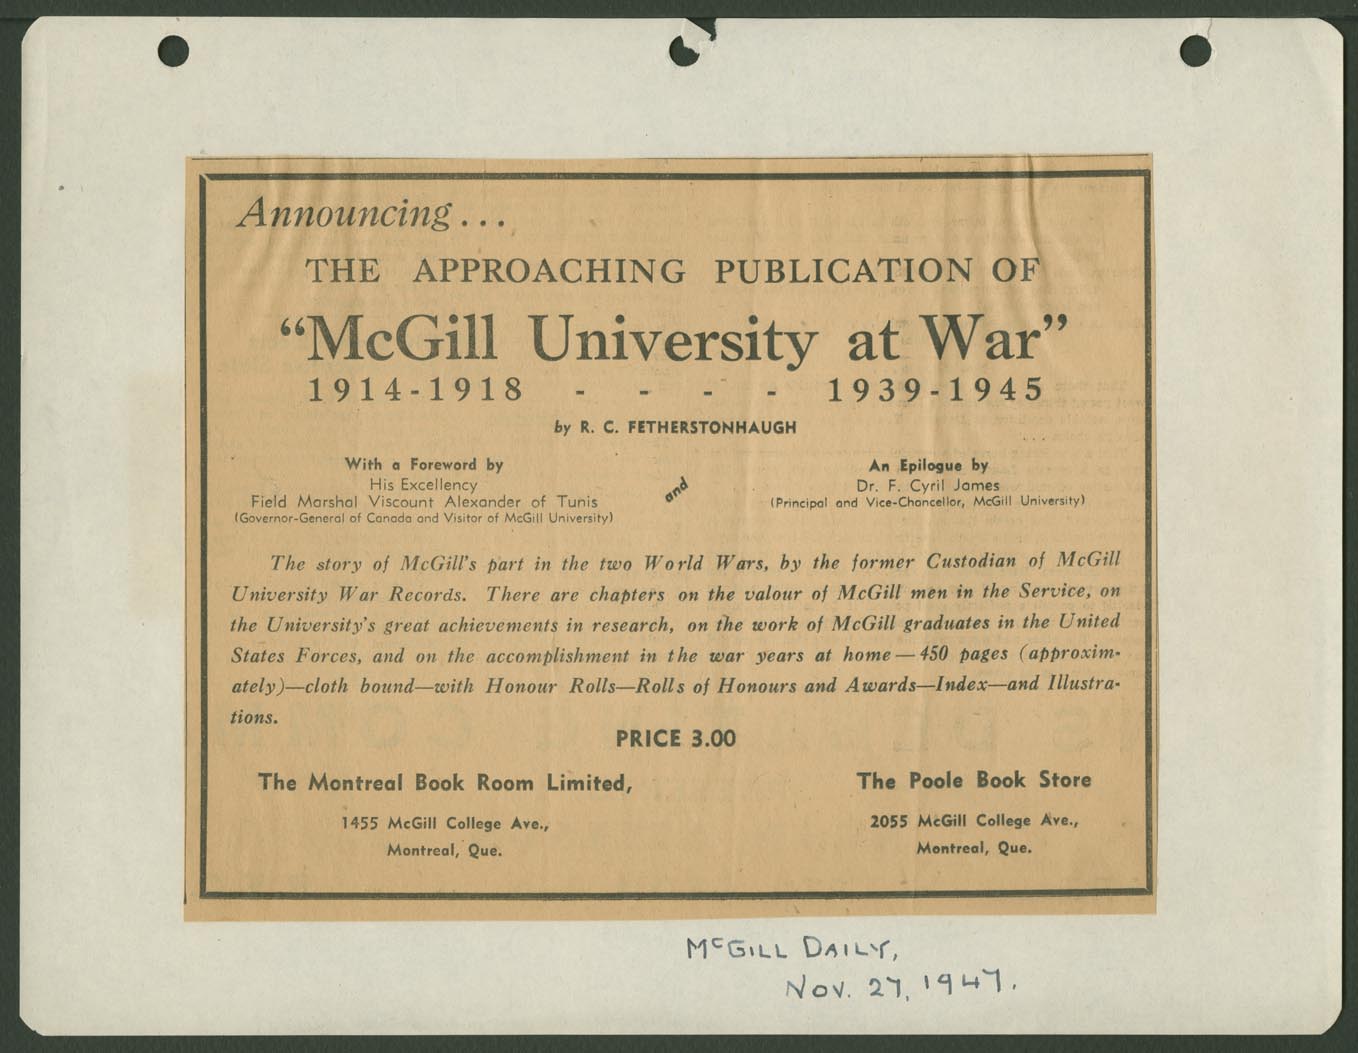 Announcing...
THE APPROACHING PUBLICATION OF
“McGill University at War”
1914-1918 - - - - 1939-1945
by R. C. FETHERSTONHAUGH
With a Foreword by
His Excellency
Field Marshal Viscount Alexander of Tunis
(Governor-General of Canada and Visitor of McGill University)
and
An Epilogue by
Dr. F. Cyril James
(Principal and Vice-Chancellor, McGill University)
The story of McGill's part in the two World Wars, by the former Custodian of McGill
University War Records. There are chapters on the valour of McGill men in the Service, on
the University's great achievements in research, on the work of McGill graduates in the United
States Forces, and on the accomplishment in the war years at home—450 pages (approxim-
ately)—cloth bound—with Honour Rolls—Rolls of Honours and Awards—Index—and Illustra-
tions.
PRICE 3.00
The Montreal Book Room Limited,
1455 McGill College Ave.,
Montreal, Que.
The Poole Book Store
2055 McGill College Ave.,
Montreal, Que.
McGILL DAILY,
NOV. 27, 1947.